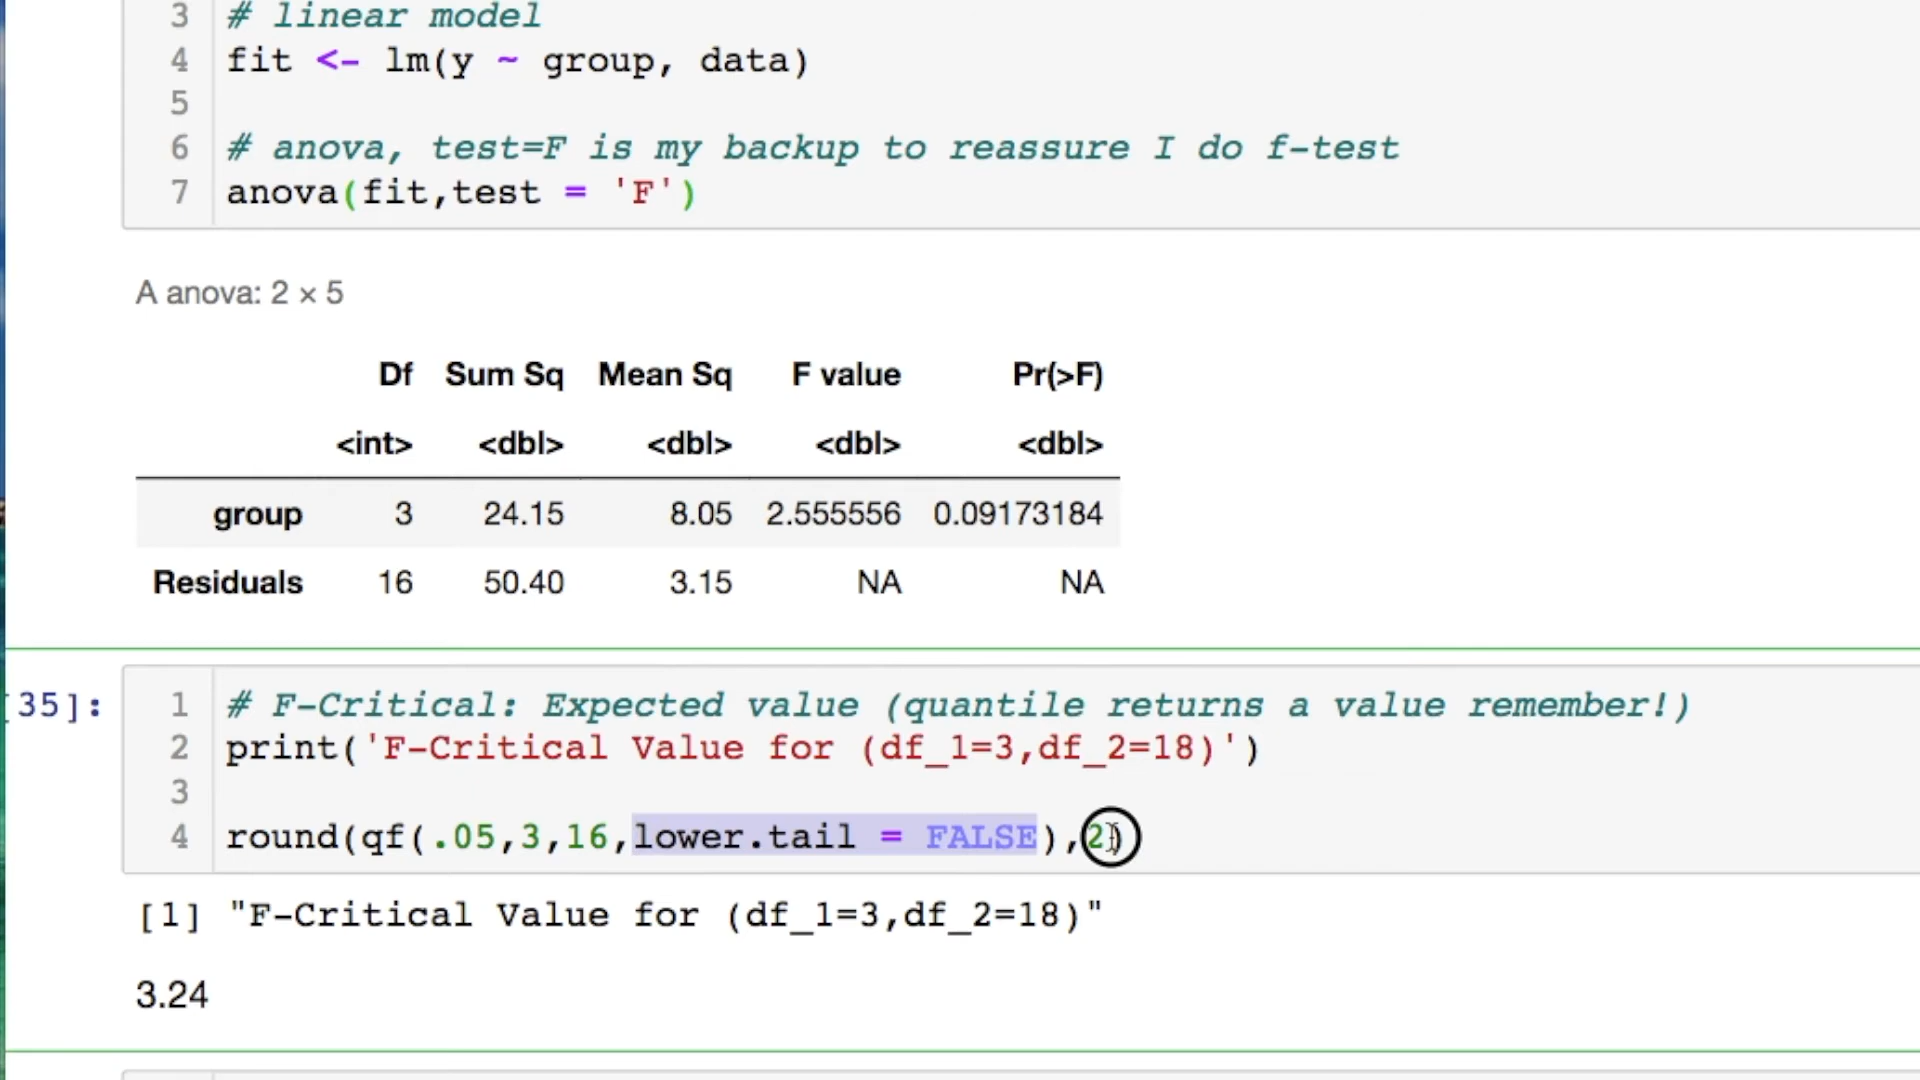 3 # linear model
4 fit <- lm(y ~ group, data)
5
6 # anova, test=F is my backup to reassure I do f-test
7 anova(fit,test = 'F')
A anova: 2 × 5
Df Sum Sq Mean Sq F value Pr(>F)
<int> <dbl> <dbl> <dbl> <dbl>
group 3 24.15 8.05 2.555556 0.09173184
Residuals 16 50.40 3.15 NA NA
[35]: 1 # F-Critical: Expected value (quantile returns a value remember!)
2 print('F-Critical Value for (df_1=3,df_2=18)')
3
4 round(qf(.05,3,16,lower.tail = FALSE),2)
[1] "F-Critical Value for (df_1=3,df_2=18)"
3.24